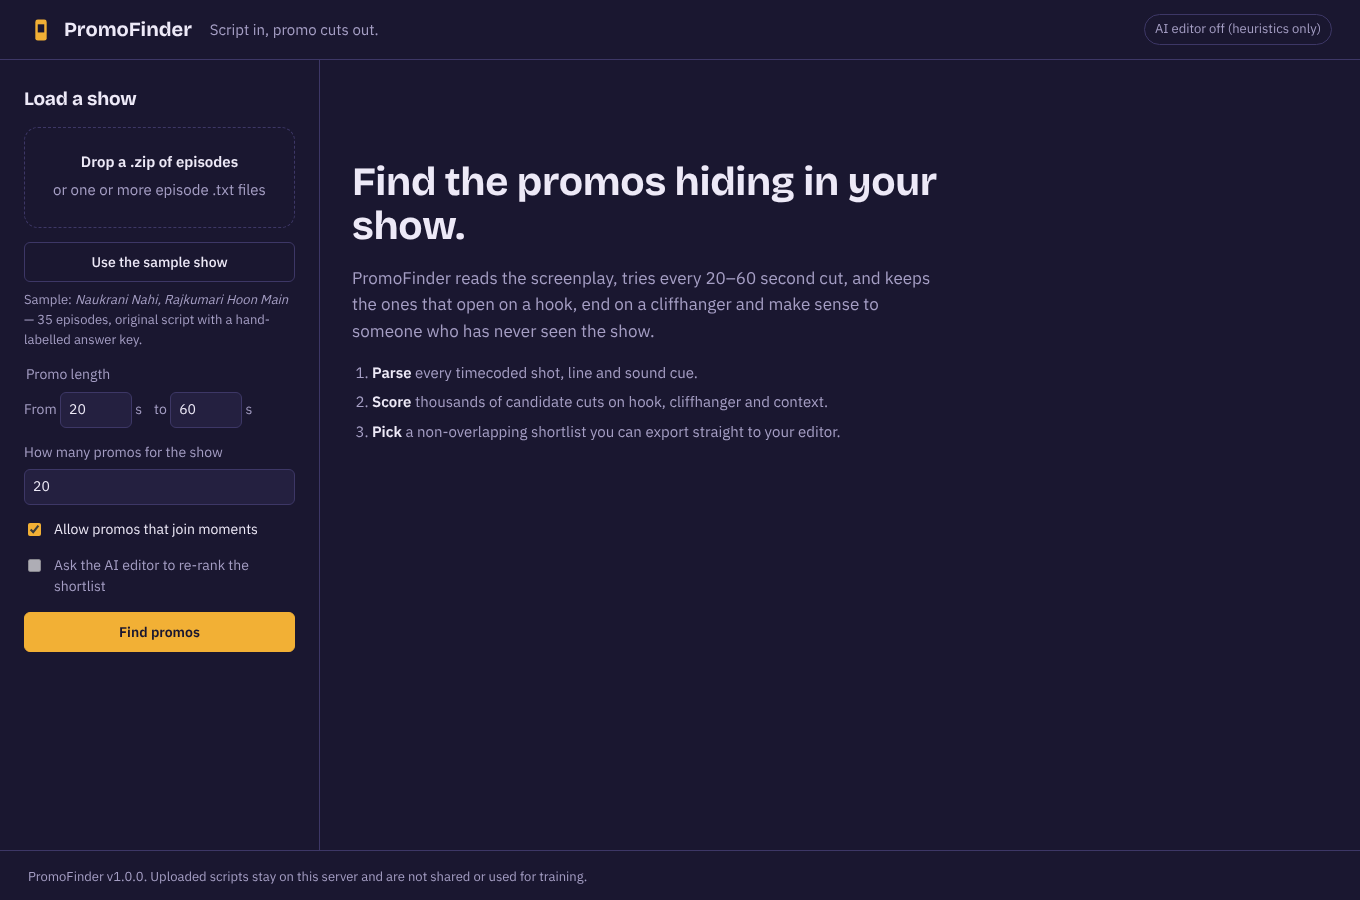 PromoFinder
Script in, promo cuts out.
AI editor off (heuristics only)
Load a show
Drop a .zip of episodes
or one or more episode .txt files
Use the sample show
Sample: Naukrani Nahi, Rajkumari Hoon Main
— 35 episodes, original script with a hand-
labelled answer key.
Promo length
From 20 s to 60 s
How many promos for the show
20
Allow promos that join moments
Ask the AI editor to re-rank the
shortlist
Find promos
Find the promos hiding in your
show.
PromoFinder reads the screenplay, tries every 20–60 second cut, and keeps
the ones that open on a hook, end on a cliffhanger and make sense to
someone who has never seen the show.
1. Parse every timecoded shot, line and sound cue.
2. Score thousands of candidate cuts on hook, cliffhanger and context.
3. Pick a non-overlapping shortlist you can export straight to your editor.
PromoFinder v1.0.0. Uploaded scripts stay on this server and are not shared or used for training.